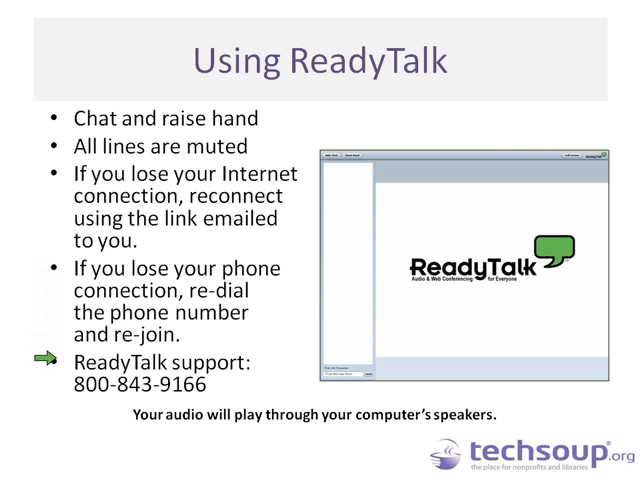 Using ReadyTalk
• Chat and raise hand
• All lines are muted
• If you lose your Internet
connection, reconnect
using the link emailed
to you.
• If you lose your phone
connection, re-dial
the phone number
and re-join.
• ReadyTalk support:
800-843-9166
ReadyTalk
Audio & Web Conferencing for Everyone
Your audio will play through your computer's speakers.
techsoup.org
the place for nonprofits and libraries